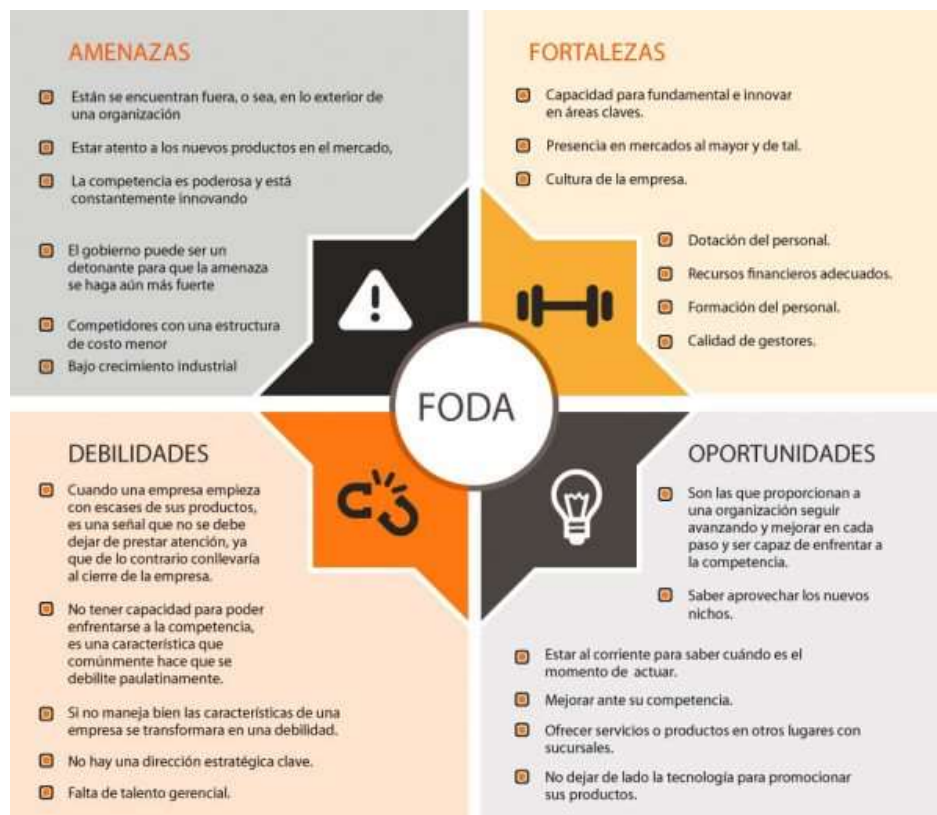 AMENAZAS
Están se encuentran fuera, o sea, en lo exterior de
una organización
Estar atento a los nuevos productos en el mercado,
La competencia es poderosa y está
constantemente innovando
El gobierno puede ser un
detonante para que la amenaza
se haga aún más fuerte
Competidores con una estructura
de costo menor
Bajo crecimiento industrial
FORTALEZAS
Capacidad para fundamental e innovar
en áreas claves.
Presencia en mercados al mayor y de tal.
Cultura de la empresa.
Dotación del personal.
Recursos financieros adecuados.
Formación del personal.
Calidad de gestores.
FODA
DEBILIDADES
Cuando una empresa empieza
con escases de sus productos,
es una señal que no se debe
dejar de prestar atención, ya
que de lo contrario conllevaría
al cierre de la empresa.
No tener capacidad para poder
enfrentarse a la competencia,
es una característica que
comúnmente hace que se
debilite paulatinamente.
Si no maneja bien las características de una
empresa se transformara en una debilidad.
No hay una dirección estratégica clave.
Falta de talento gerencial.
OPORTUNIDADES
Son las que proporcionan a
una organización seguir
avanzando y mejorar en cada
paso y ser capaz de enfrentar a
la competencia.
Saber aprovechar los nuevos
nichos.
Estar al corriente para saber cuándo es el
momento de actuar.
Mejorar ante su competencia.
Ofrecer servicios o productos en otros lugares con
sucursales.
No dejar de lado la tecnología para promocionar
sus productos.